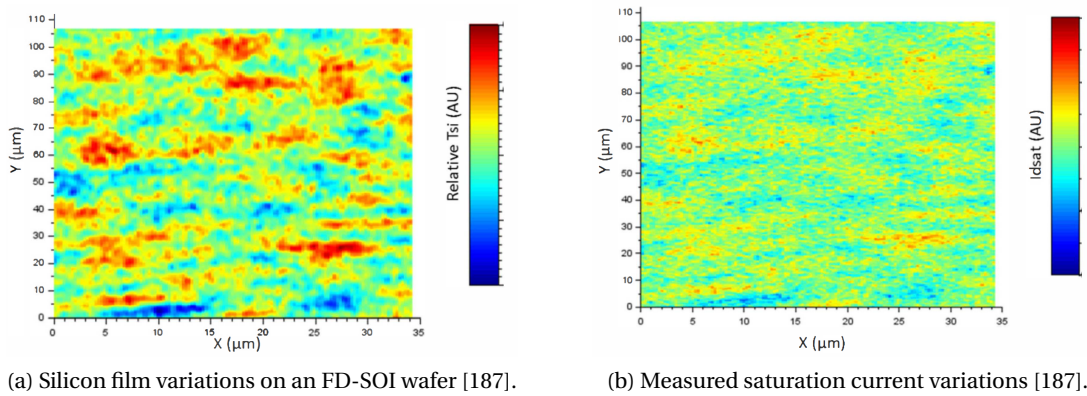 110
100
90
80
70
60
50
40
30
20
10
0
Y (μm)
0 5 10 15 20 25 30 35
X (μm)
Relative Tsi (AU)
110
100
90
80
70
60
50
40
30
20
10
0
Y (μm)
0 5 10 15 20 25 30 35
X (μm)
Idsat (AU)
(a) Silicon film variations on an FD-SOI wafer [187].
(b) Measured saturation current variations [187].